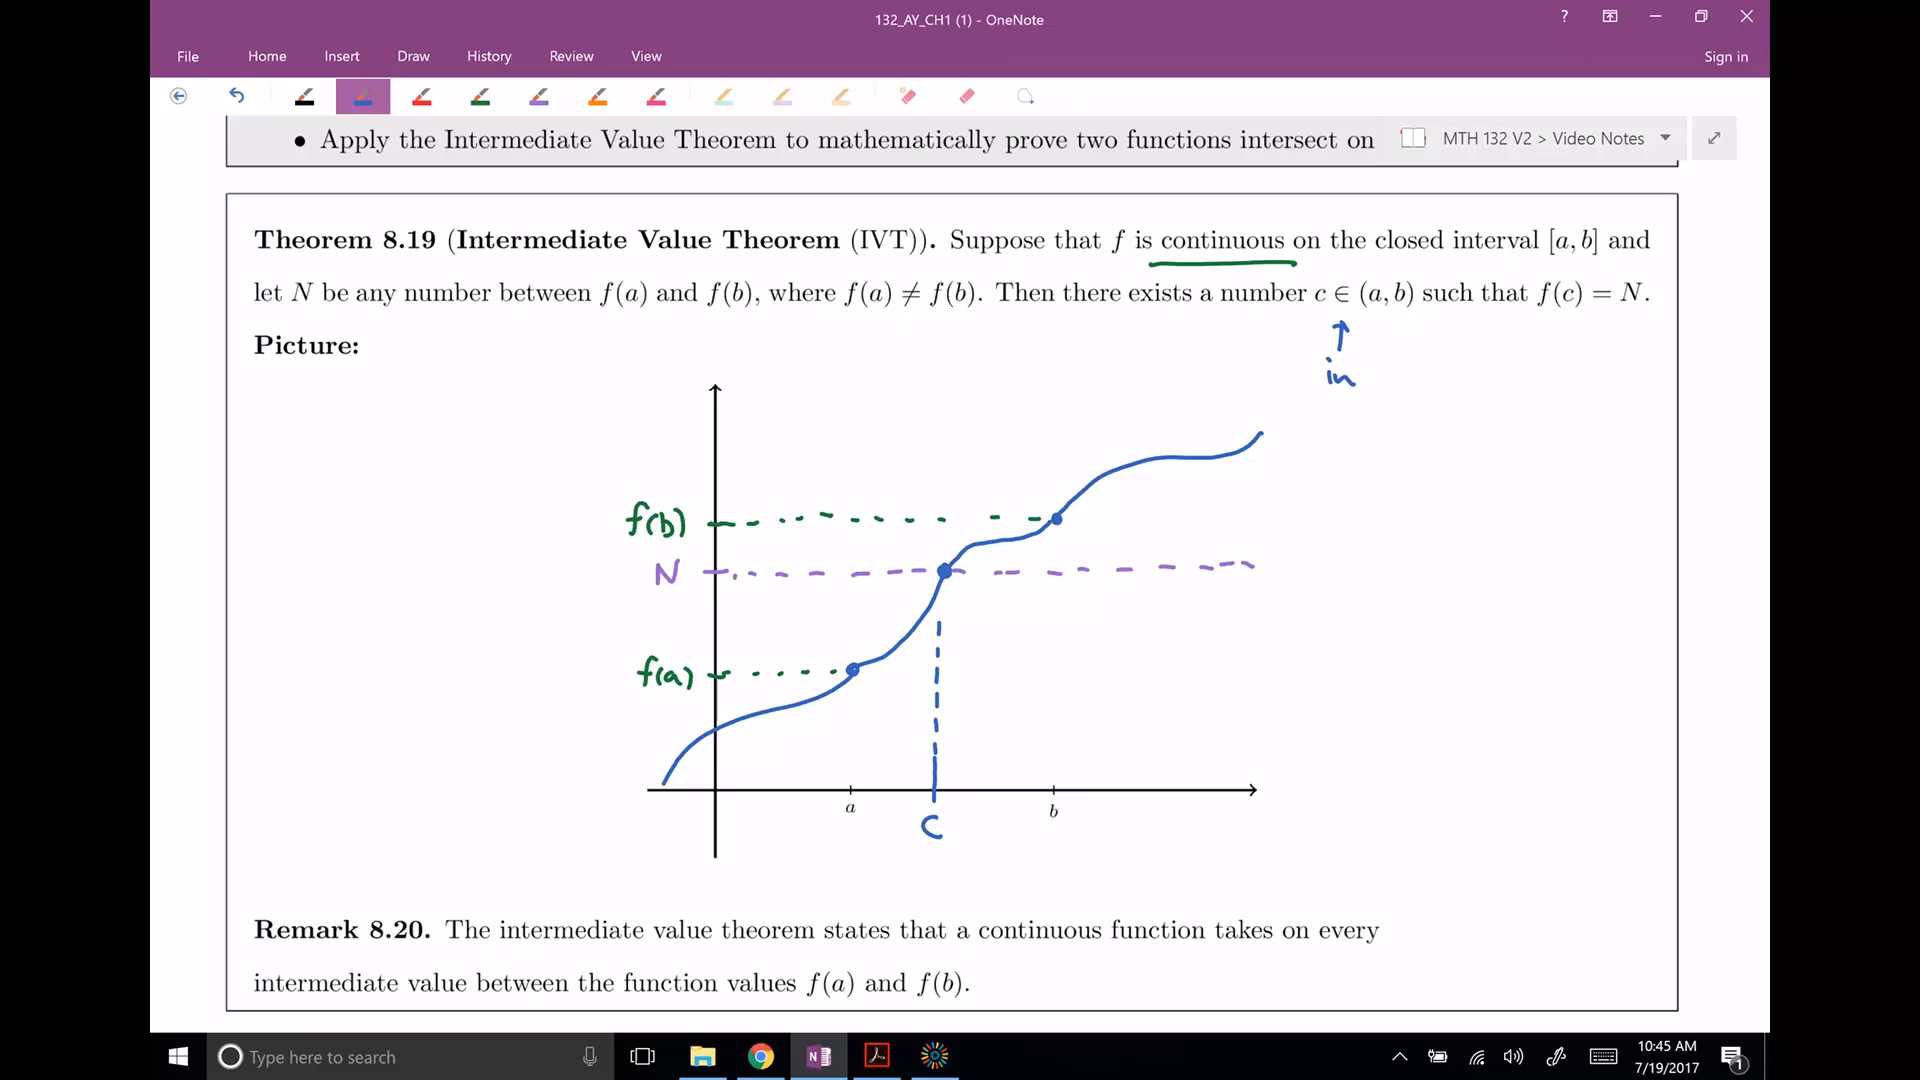 132_AY_CH1 (1) - OneNote
?
File Home Insert Draw History Review View Sign in
• Apply the Intermediate Value Theorem to mathematically prove two functions intersect on
MTH 132 V2 > Video Notes
Theorem 8.19 (Intermediate Value Theorem (IVT)). Suppose that f is continuous on the closed interval [a, b] and
let N be any number between f(a) and f(b), where f(a) ≠ f(b). Then there exists a number c ∈ (a, b) such that f(c) = N.
Picture:
in
f(b)
N
f(a)
a
b
C
Remark 8.20. The intermediate value theorem states that a continuous function takes on every
intermediate value between the function values f(a) and f(b).
Type here to search
10:45 AM
7/19/2017
1